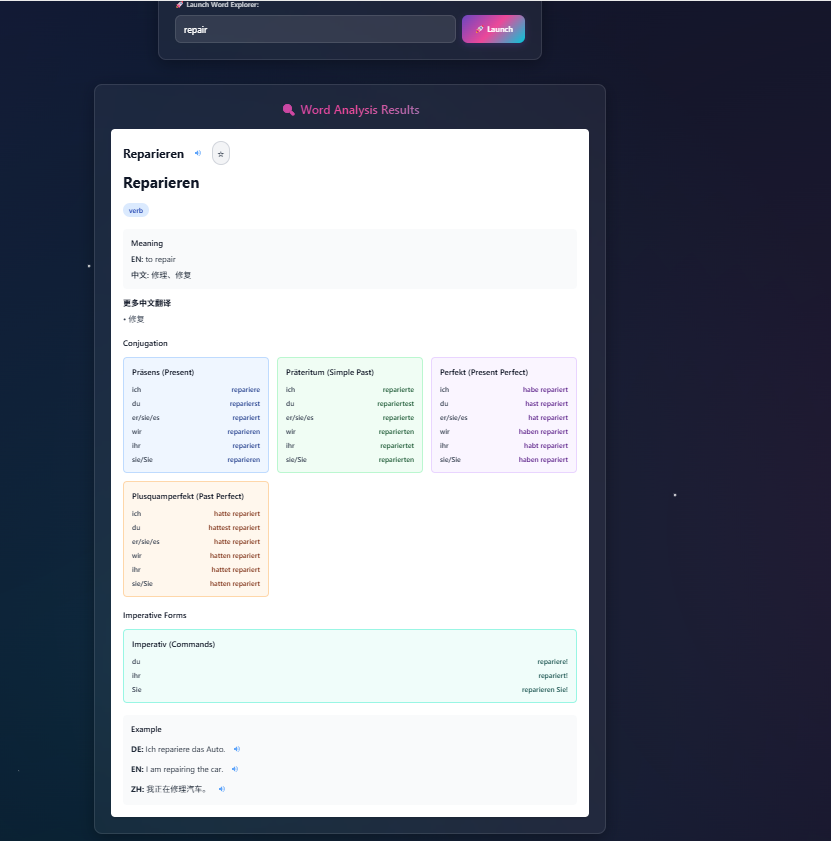 🚀 Launch Word Explorer:
repair
🚀 Launch
🔍 Word Analysis Results
Reparieren
Reparieren
verb
Meaning
EN: to repair
中文: 修理、修复
更多中文翻译
• 修复
Conjugation
Präsens (Present)
ich repariere
du reparierst
er/sie/es repariert
wir reparieren
ihr repariert
sie/Sie reparieren
Präteritum (Simple Past)
ich reparierte
du repariertest
er/sie/es reparierte
wir reparierten
ihr repariertet
sie/Sie reparierten
Perfekt (Present Perfect)
ich habe repariert
du hast repariert
er/sie/es hat repariert
wir haben repariert
ihr habt repariert
sie/Sie haben repariert
Plusquamperfekt (Past Perfect)
ich hatte repariert
du hattest repariert
er/sie/es hatte repariert
wir hatten repariert
ihr hattet repariert
sie/Sie hatten repariert
Imperative Forms
Imperativ (Commands)
du repariere!
ihr repariert!
Sie reparieren Sie!
Example
DE: Ich repariere das Auto.
EN: I am repairing the car.
ZH: 我正在修理汽车。